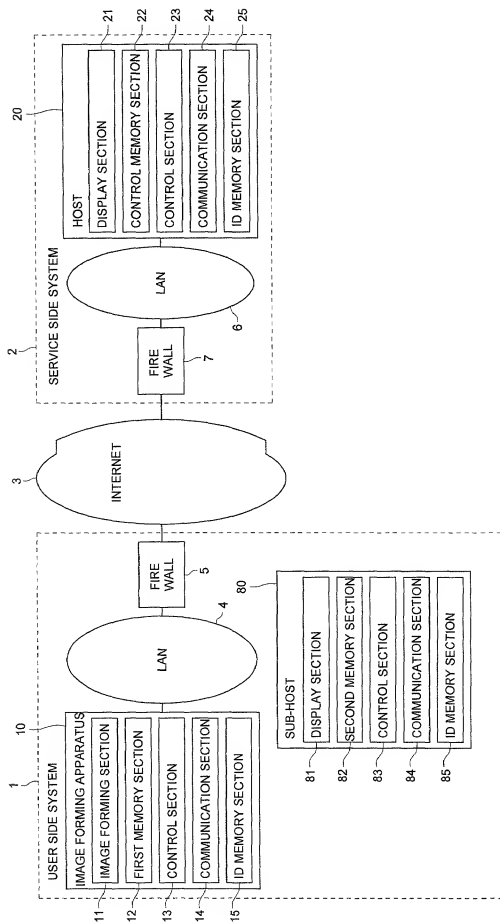 1
USER SIDE SYSTEM
10
IMAGE FORMING APPARATUS
11
IMAGE FORMING SECTION
12
FIRST MEMORY SECTION
13
CONTROL SECTION
14
COMMUNICATION SECTION
15
ID MEMORY SECTION
LAN
4
FIRE
WALL
5
80
SUB-HOST
81
DISPLAY SECTION
82
SECOND MEMORY SECTION
83
CONTROL SECTION
84
COMMUNICATION SECTION
85
ID MEMORY SECTION
3
INTERNET
2
SERVICE SIDE SYSTEM
FIRE
WALL
7
LAN
6
20
HOST
DISPLAY SECTION
21
CONTROL MEMORY SECTION
22
CONTROL SECTION
23
COMMUNICATION SECTION
24
ID MEMORY SECTION
25